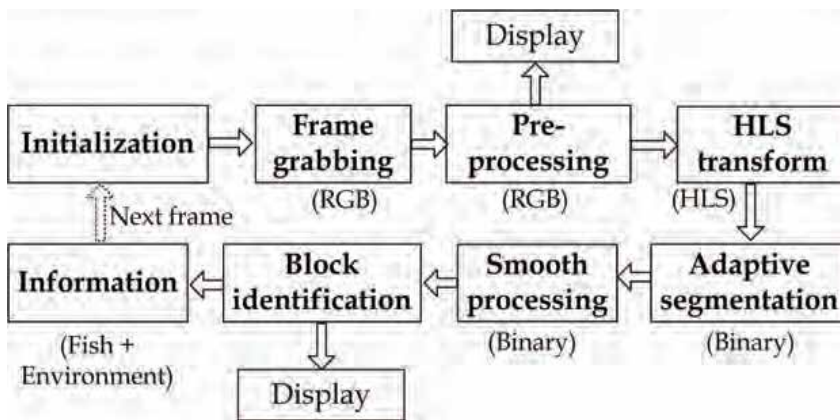 Display
Initialization
Frame
grabbing
(RGB)
Pre-
processing
(RGB)
HLS
transform
(HLS)
Next frame
Information
(Fish +
Environment)
Block
identification
Smooth
processing
(Binary)
Adaptive
segmentation
(Binary)
Display